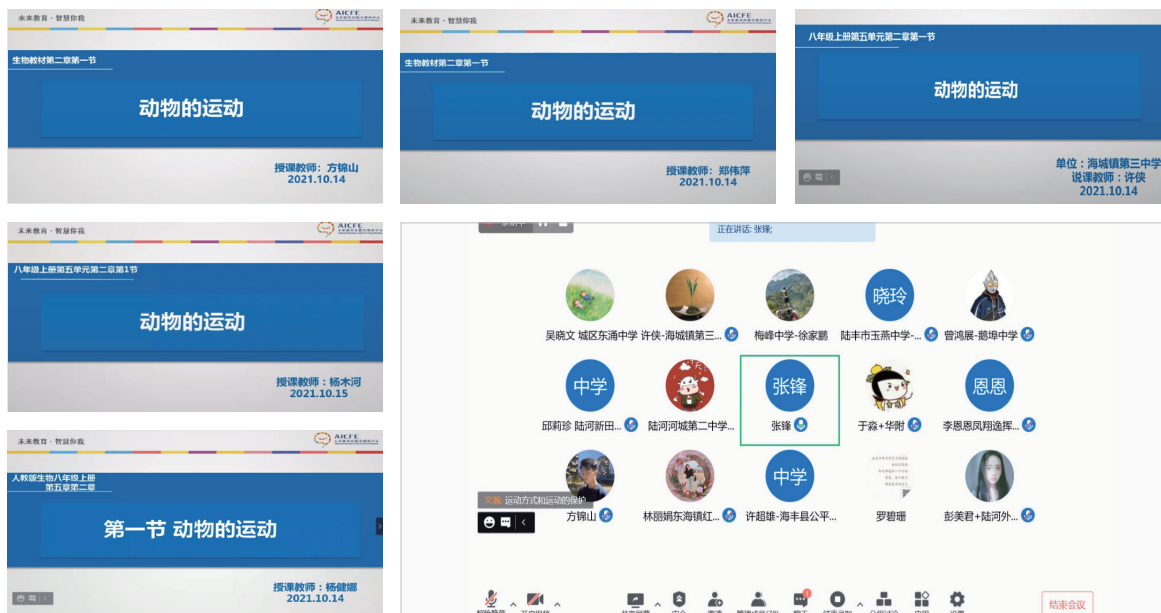 未来教育·智慧你我
AICFE
生物教材第二章第一节
动物的运动
授课教师：方锦山
2021.10.14
未来教育·智慧你我
AICFE
生物教材第二章第一节
动物的运动
授课教师：郑伟萍
2021.10.14
八年级上册第五单元第二章第一节
动物的运动
单位：海城镇第三中学
说课教师：许侠
2021.10.14
未来教育·智慧你我
AICFE
八年级上册第五单元第二章第1节
动物的运动
授课教师：杨木河
2021.10.15
未来教育·智慧你我
AICFE
人教版生物八年级上册
第五章第二章
第一节 动物的运动
授课教师：杨健娜
2021.10.14
正在讲话: 张锋;
晓玲
吴晓文 城区东涌中学
许侠-海城镇第三...
梅峰中学-徐家鹏
陆丰市玉燕中学-...
曾鸿展-鹅埠中学
中学
张锋
恩恩
邱莉珍 陆河新田...
陆河河城第二中学...
张锋
于淼+华附
李恩恩凤翔逸挥...
中学
运动方式和运动的保护
方锦山
林丽娟东海镇红...
许超雄-海丰县公平...
罗碧珊
彭美君+陆河外...
结束会议